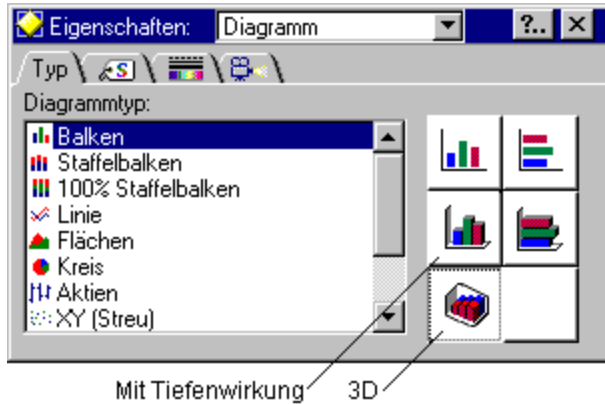 Eigenschaften: Diagramm ?..
Typ S
Diagrammtyp:
Balken
Staffelbalken
100% Staffelbalken
Linie
Flächen
Kreis
Aktien
XY (Streu)
Mit Tiefenwirkung 3D